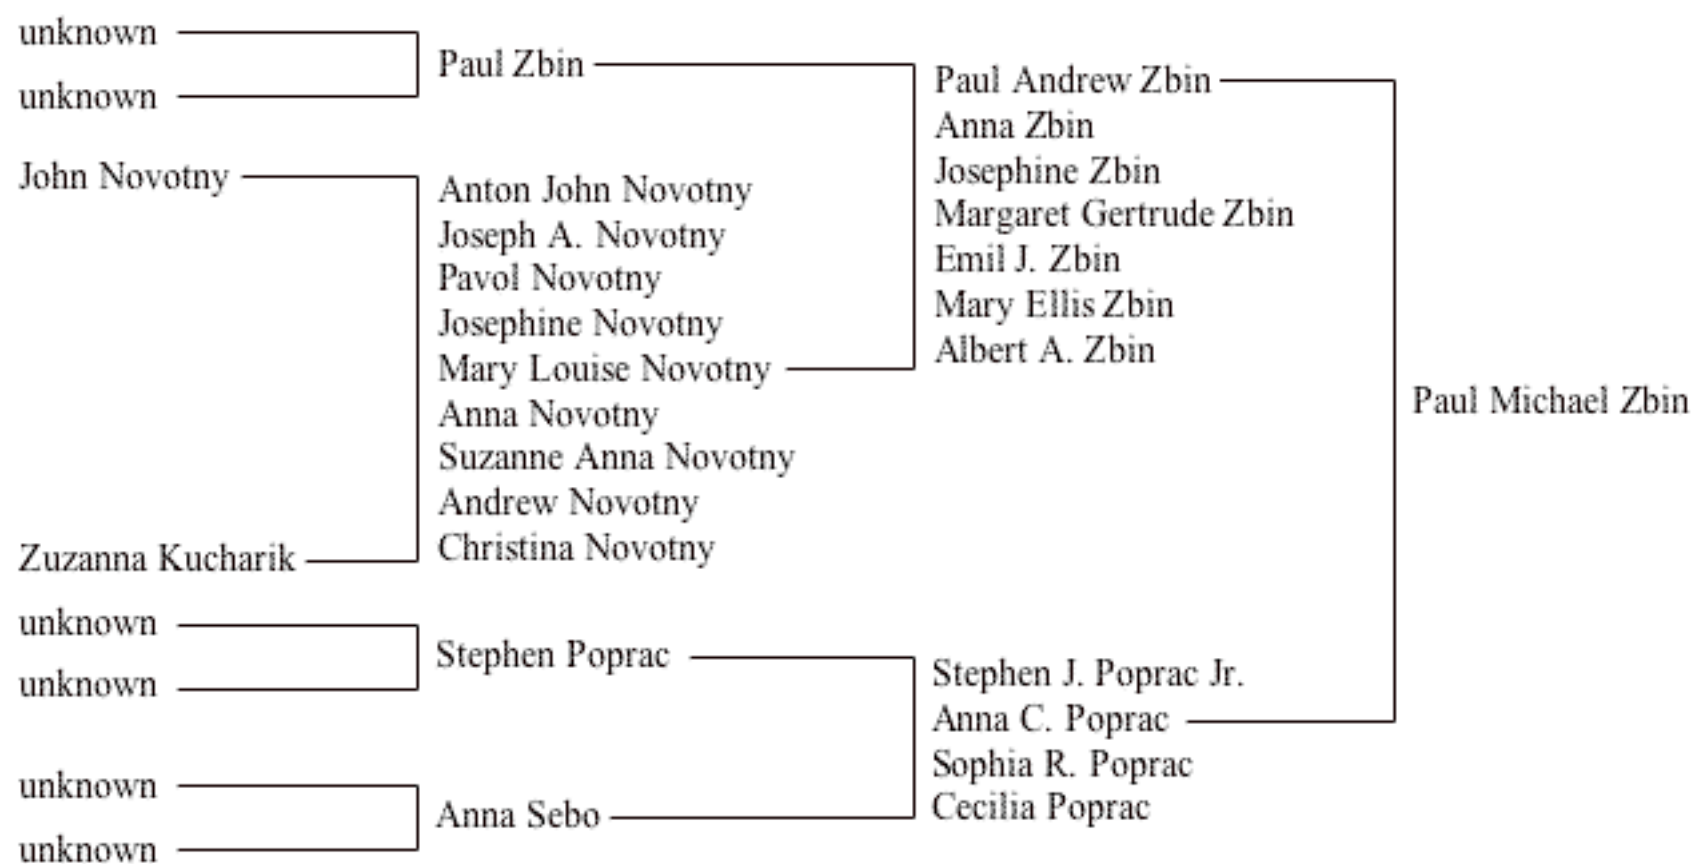 unknown
unknown
Paul Zbin
John Novotny
Zuzanna Kucharik
Anton John Novotny
Joseph A. Novotny
Pavol Novotny
Josephine Novotny
Mary Louise Novotny
Anna Novotny
Suzanne Anna Novotny
Andrew Novotny
Christina Novotny
Paul Andrew Zbin
Anna Zbin
Josephine Zbin
Margaret Gertrude Zbin
Emil J. Zbin
Mary Ellis Zbin
Albert A. Zbin
unknown
unknown
Stephen Poprac
unknown
unknown
Anna Sebo
Stephen J. Poprac Jr.
Anna C. Poprac
Sophia R. Poprac
Cecilia Poprac
Paul Michael Zbin